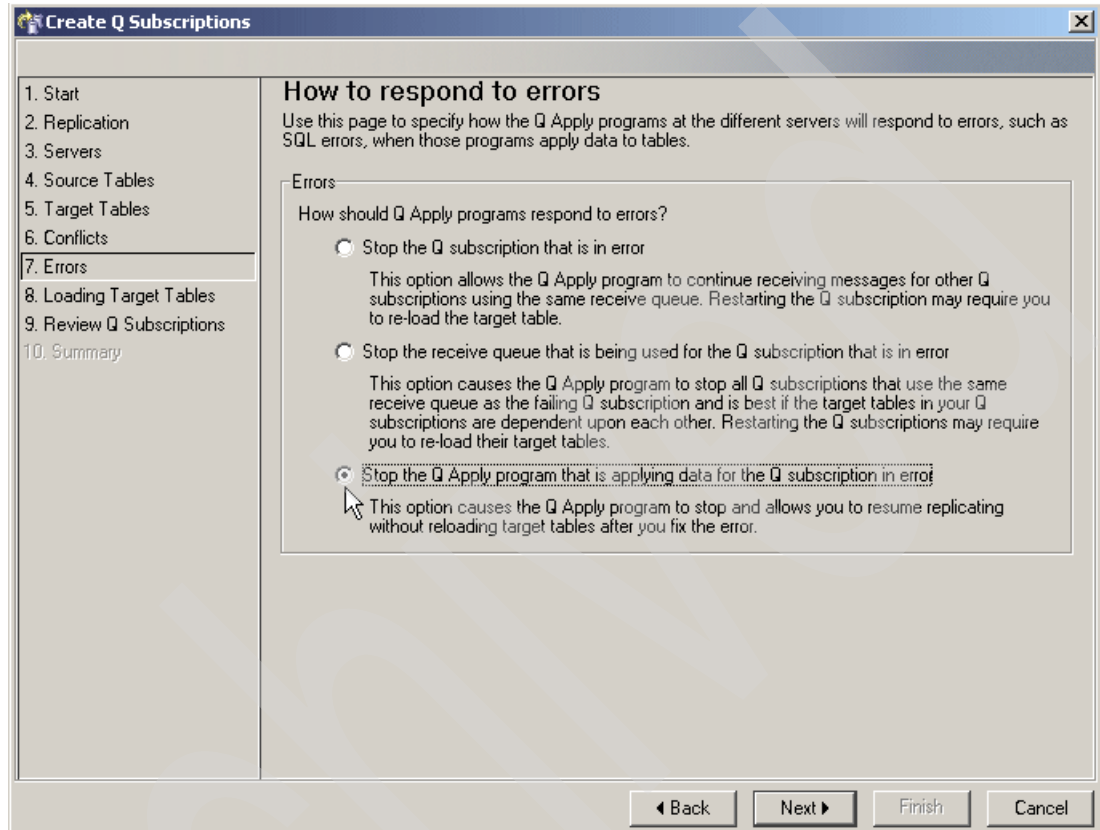 Create Q Subscriptions
1. Start
2. Replication
3. Servers
4. Source Tables
5. Target Tables
6. Conflicts
7. Errors
8. Loading Target Tables
9. Review Q Subscriptions
10. Summary
How to respond to errors
Use this page to specify how the Q Apply programs at the different servers will respond to errors, such as
SQL errors, when those programs apply data to tables.
Errors
How should Q Apply programs respond to errors?
Stop the Q subscription that is in error
This option allows the Q Apply program to continue receiving messages for other Q
subscriptions using the same receive queue. Restarting the Q subscription may require you
to re-load the target table.
Stop the receive queue that is being used for the Q subscription that is in error
This option causes the Q Apply program to stop all Q subscriptions that use the same
receive queue as the failing Q subscription and is best if the target tables in your Q
subscriptions are dependent upon each other. Restarting the Q subscriptions may require
you to re-load their target tables.
Stop the Q Apply program that is applying data for the Q subscription in error
This option causes the Q Apply program to stop and allows you to resume replicating
without reloading target tables after you fix the error.
Back
Next
Finish
Cancel